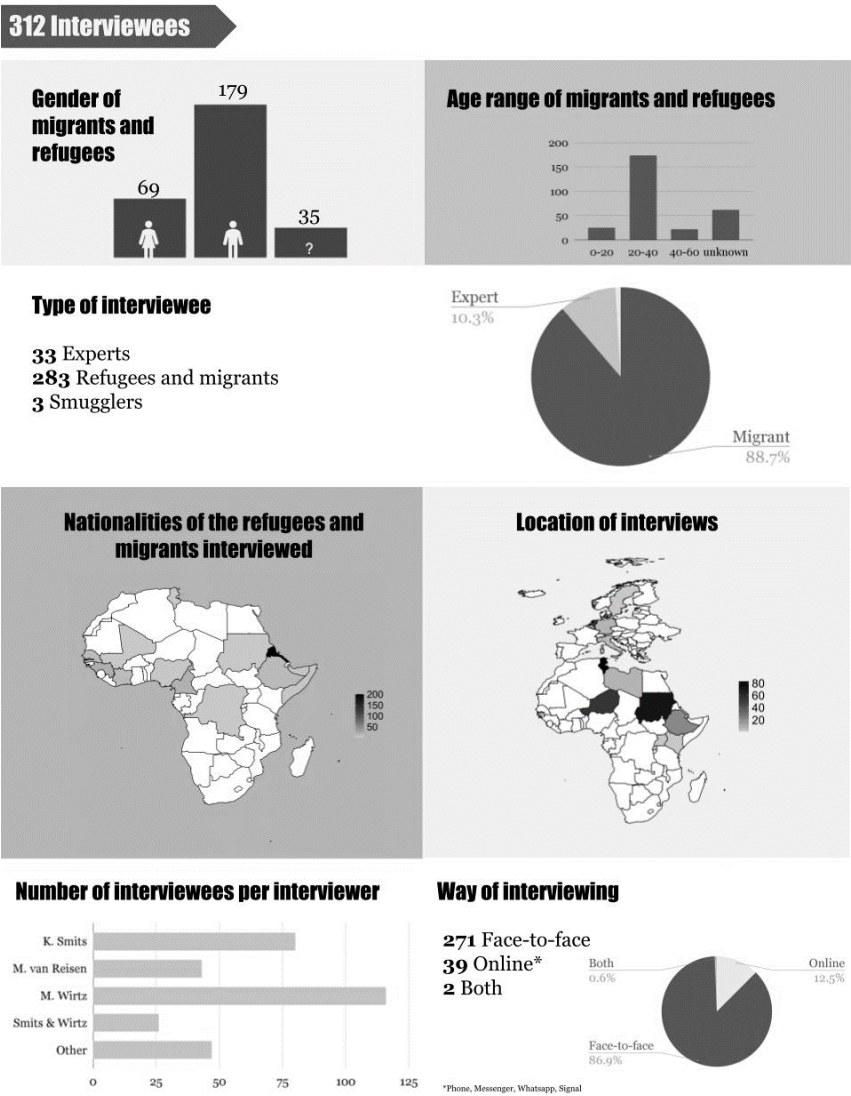 312 Interviewees
Gender of
migrants and
refugees
69
179
35
?
Age range of migrants and refugees
200
150
100
50
0
0-20 20-40 40-60 unknown
Type of interviewee
33 Experts
283 Refugees and migrants
3 Smugglers
Expert
10.3%
Migrant
88.7%
Nationalities of the refugees and
migrants interviewed
200
150
100
50
Location of interviews
80
60
40
20
Number of interviewees per interviewer
K. Smits
M. van Reisen
M. Wirtz
Smits & Wirtz
Other
0 25 50 75 100 125
Way of interviewing
271 Face-to-face
39 Online*
2 Both
Both
0.6%
Online
12.5%
Face-to-face
86.9%
*Phone, Messenger, Whatsapp, Signal